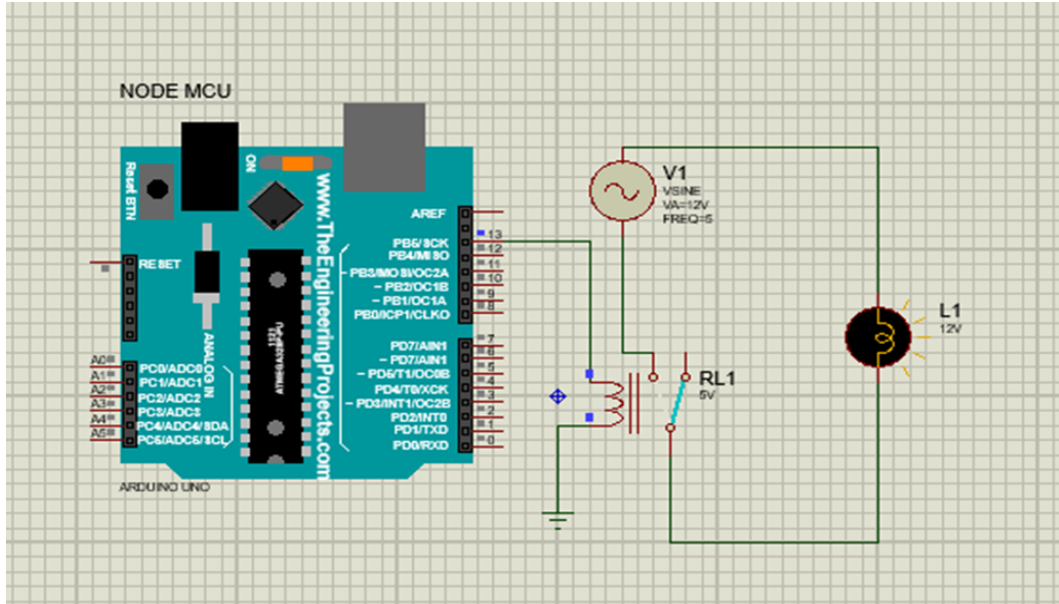 NODE MCU
Reset BTN
ON
www.TheEngineeringProjects.com
AREF
13
PB5/SCK
12
PB4/MISO
11
PB3/MOSI/OC2A
10
~ PB2/OC1B
9
~ PB1/OC1A
8
PB0/ICP1/CLKO
RESET
ANALOG IN
7
PD7/AIN1
6
~ PD7/AIN1
5
~ PD5/T1/OC0B
4
PD4/T0/XCK
3
~ PD3/INT1/OC2B
2
PD2/INT0
1
PD1/TXD
0
PD0/RXD
A0
PC0/ADC0
A1
PC1/ADC1
A2
PC2/ADC2
A3
PC3/ADC3
A4
PC4/ADC4/SDA
A5
PC5/ADC5/SCL
ARDUINO UNO
V1
VSINE
VA=12V
FREQ=5
RL1
5V
L1
12V